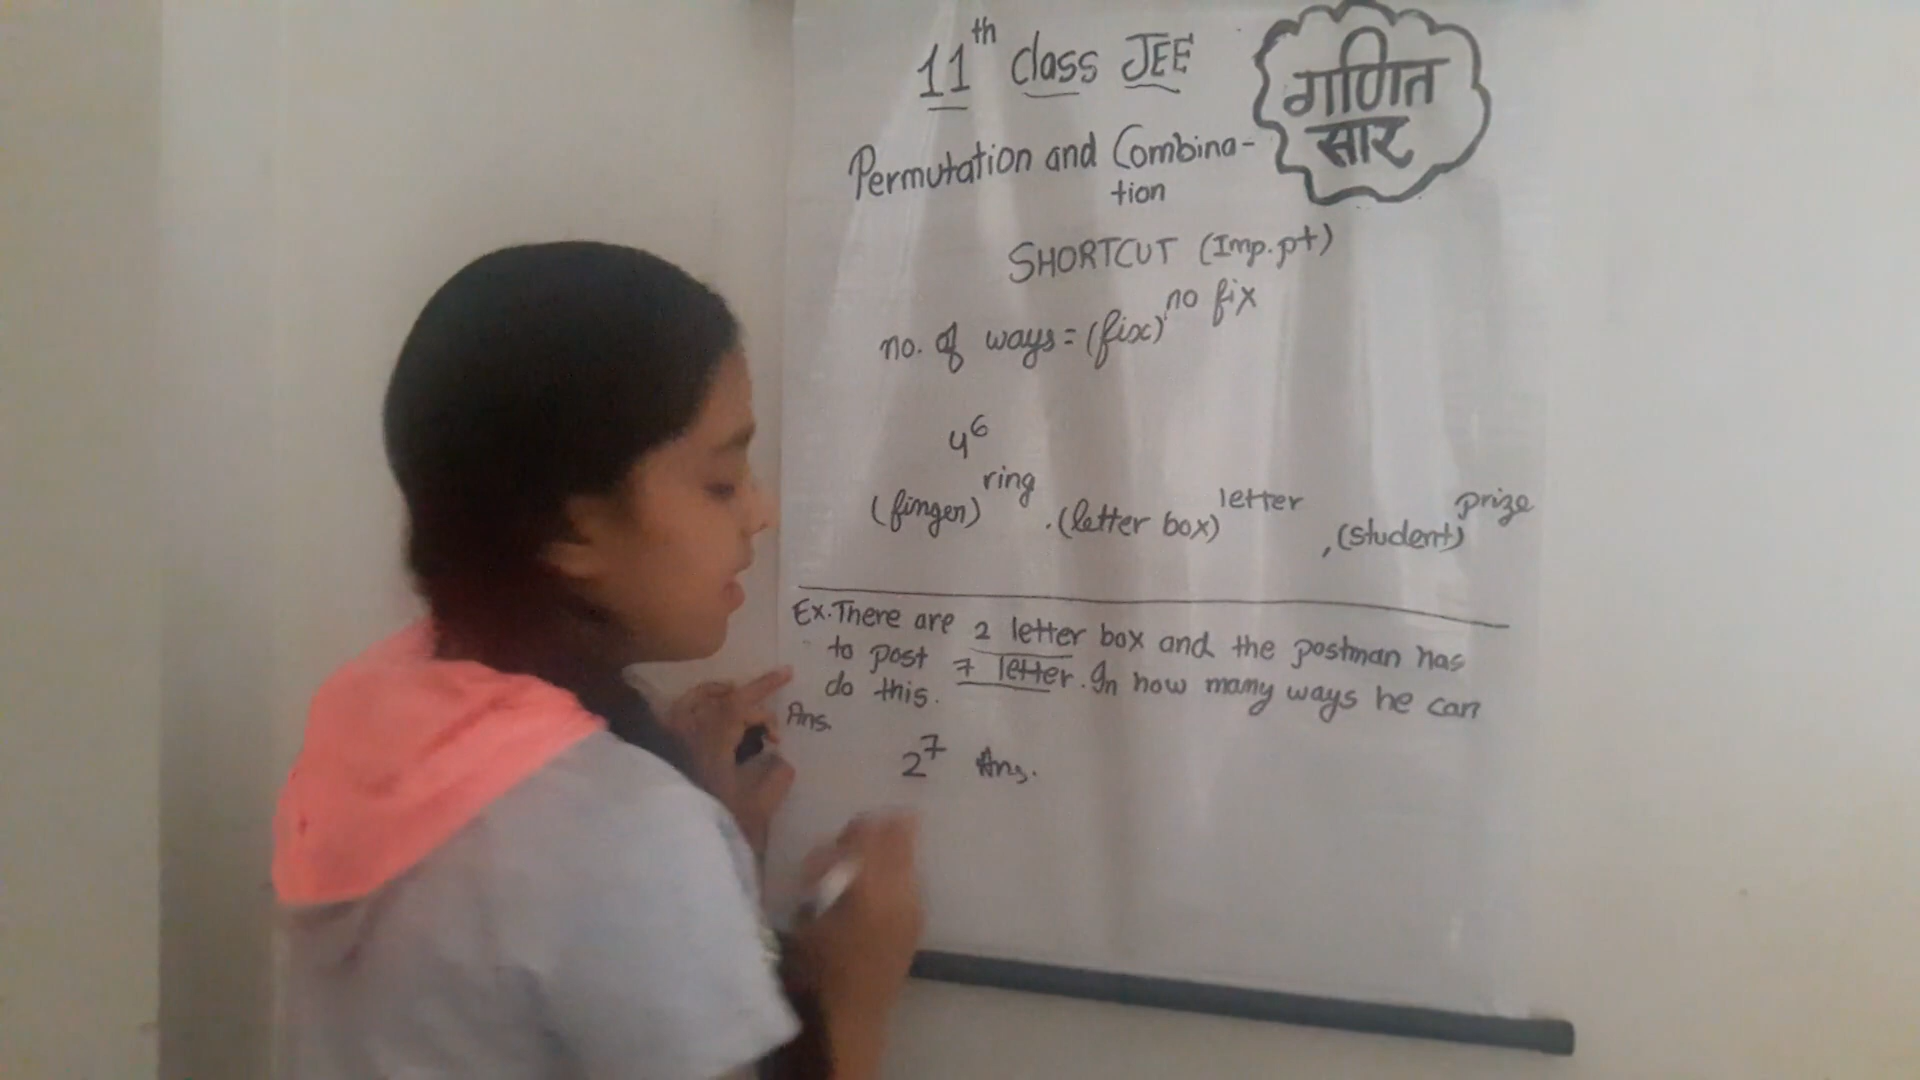 11th class JEE
गणित
सार
Permutation and Combina-
tion
SHORTCUT (Imp.pt)
no. of ways = (fix)^no fix
4^6
(finger)^ring . (letter box)^letter , (student)^prize
Ex. There are 2 letter box and the postman has
to post 7 letter. In how many ways he can
do this.
Ans.
2^7 Ans.